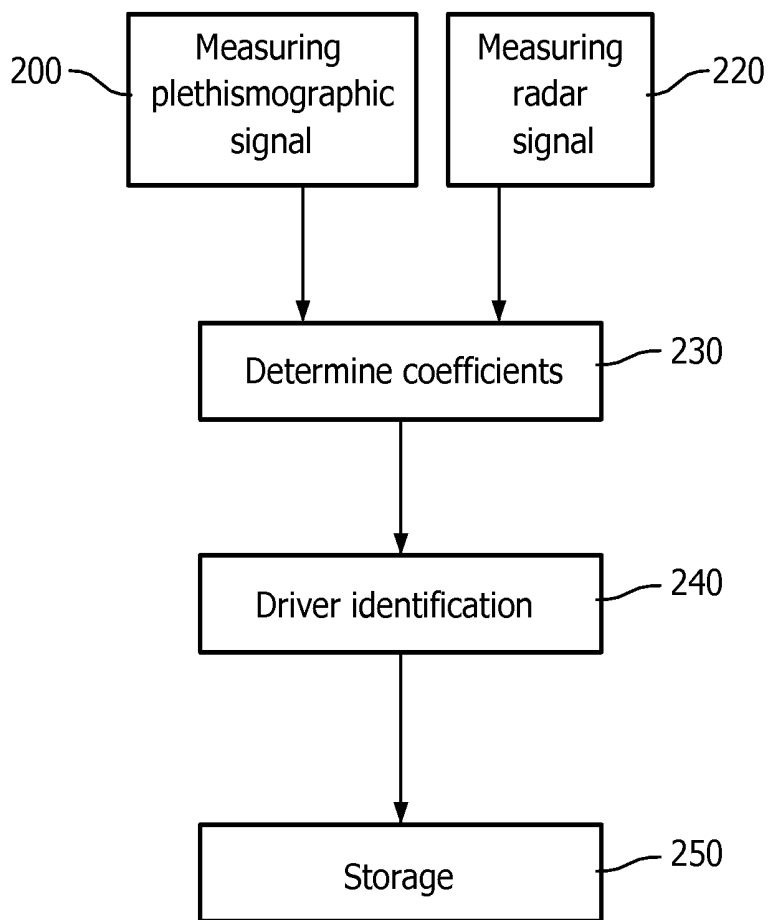 200
Measuring
plethismographic
signal
Measuring
radar
signal
220
Determine coefficients
230
Driver identification
240
Storage
250